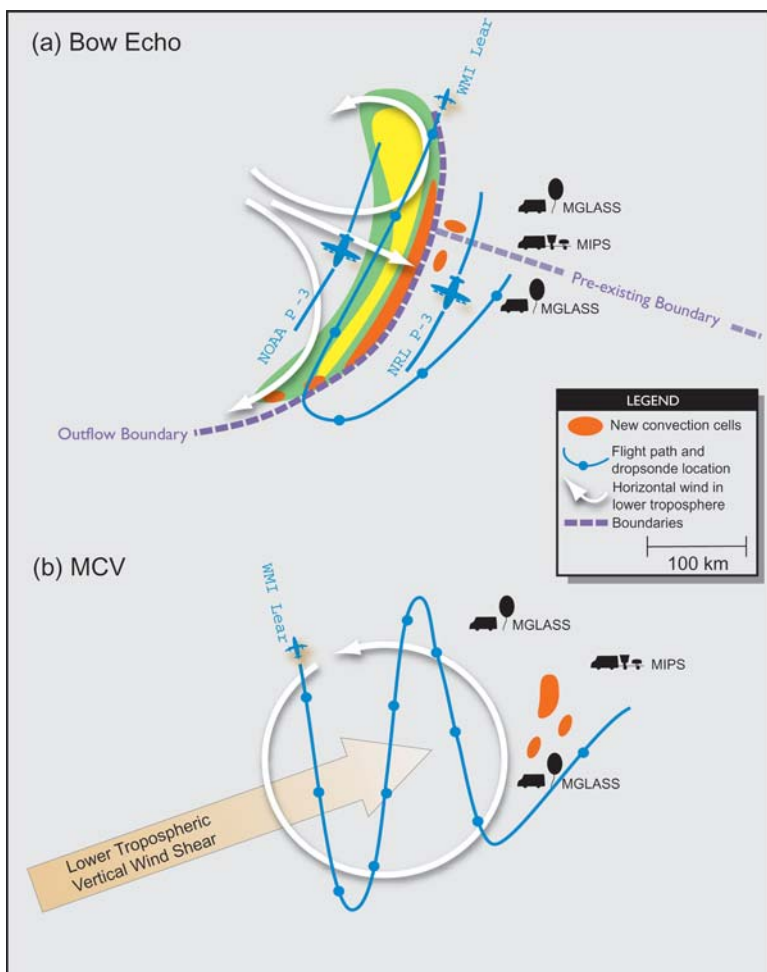 (a) Bow Echo
WMI Lear
MGLASS
MIPS
NOAA P-3
NRL P-3
MGLASS
Pre-existing Boundary
Outflow Boundary
LEGEND
New convection cells
Flight path and
dropsonde location
Horizontal wind in
lower troposphere
Boundaries
100 km
(b) MCV
WMI Lear
MGLASS
MIPS
MGLASS
Lower Tropospheric
Vertical Wind Shear